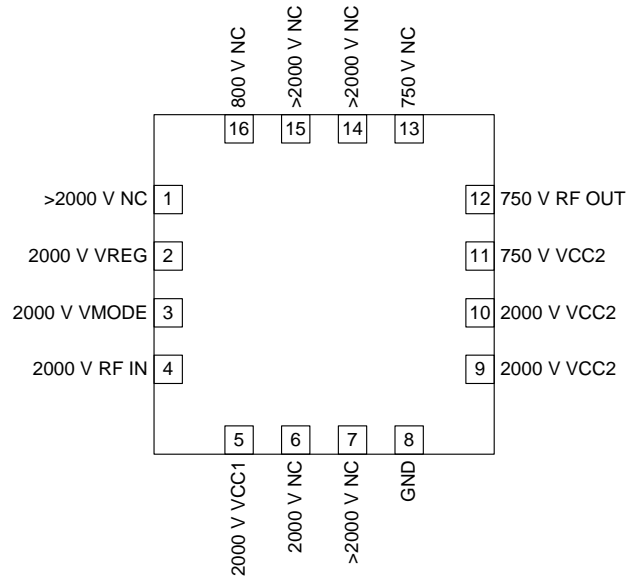 800 V NC
>2000 V NC
>2000 V NC
750 V NC
16
15
14
13
>2000 V NC 1
12 750 V RF OUT
2000 V VREG 2
11 750 V VCC2
2000 V VMODE 3
10 2000 V VCC2
2000 V RF IN 4
9 2000 V VCC2
5
6
7
8
2000 V VCC1
2000 V NC
>2000 V NC
GND